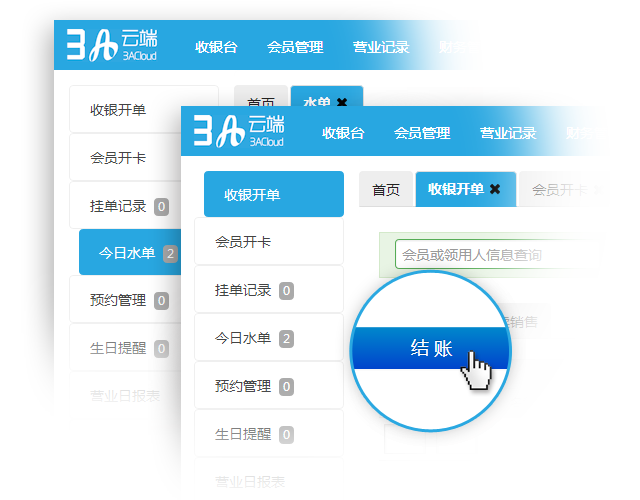 3A 云端 3ACloud 收银台 会员管理 营业记录
首页 水单 ✖
收银开单
会员开卡
挂单记录 0
今日水单 2
预约管理 0
生日提醒 0
营业日报表
3A 云端 3ACloud 收银台 会员管理 营业记录
首页 收银开单 ✖ 会员开卡
收银开单
会员开卡
挂单记录 0
今日水单 2
预约管理 0
生日提醒 0
营业日报表
会员或领用人信息查询
销售
结账